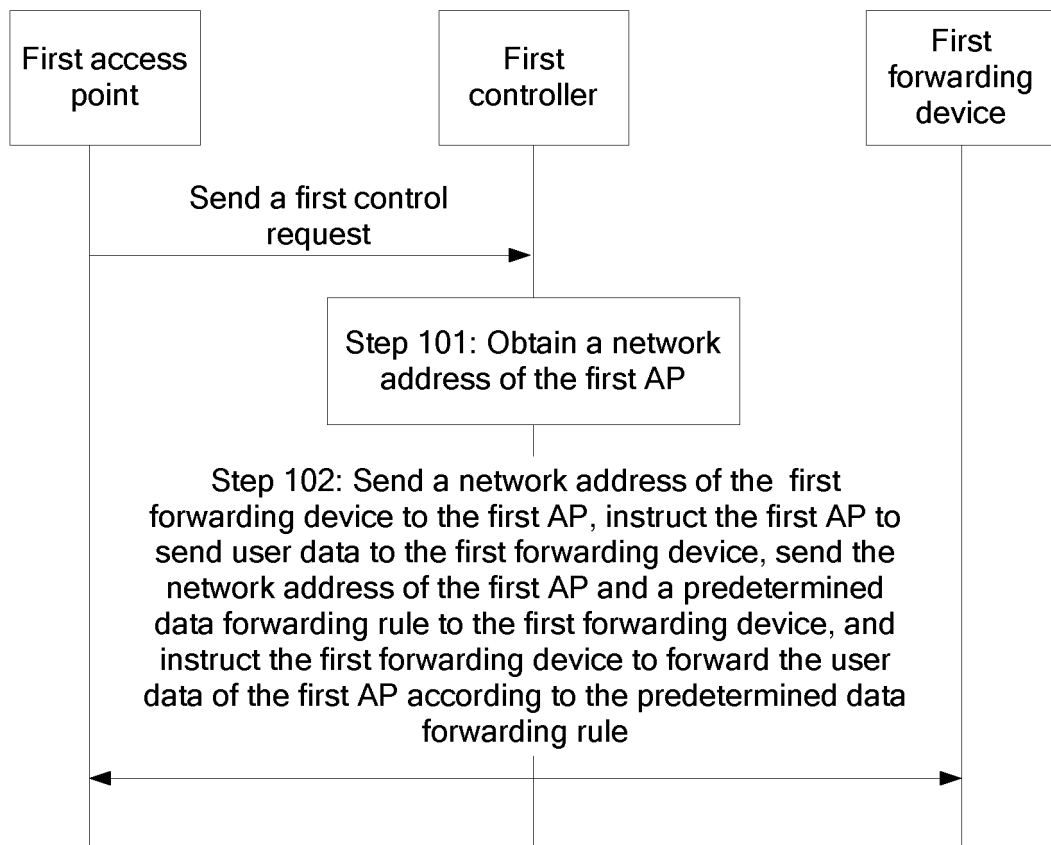 First access
point
First
controller
First
forwarding
device
Send a first control
request
Step 101: Obtain a network
address of the first AP
Step 102: Send a network address of the first
forwarding device to the first AP, instruct the first AP to
send user data to the first forwarding device, send the
network address of the first AP and a predetermined
data forwarding rule to the first forwarding device, and
instruct the first forwarding device to forward the user
data of the first AP according to the predetermined data
forwarding rule